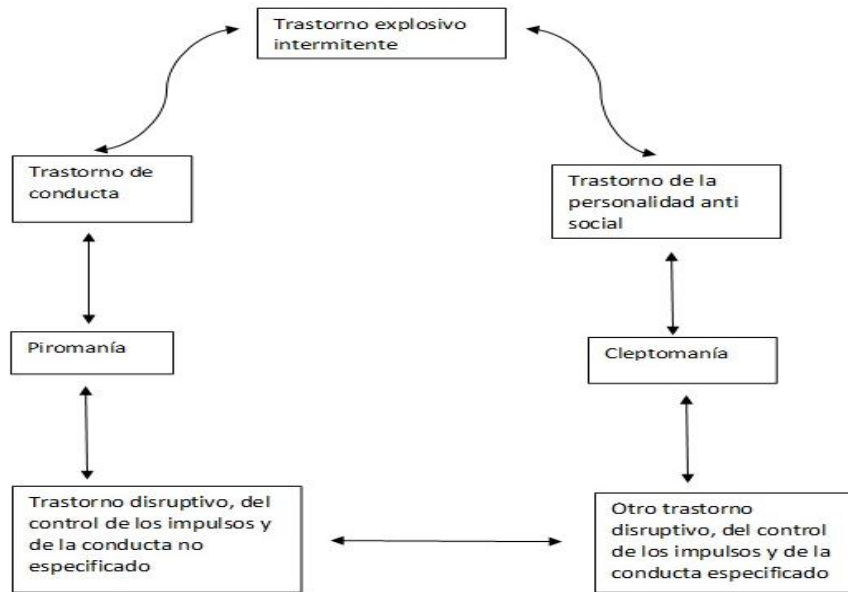 Trastorno explosivo
intermitente
Trastorno de
conducta
Trastorno de la
personalidad anti
social
Piromanía
Cleptomanía
Trastorno disruptivo, del
control de los impulsos y
de la conducta no
especificado
Otro trastorno
disruptivo, del control
de los impulsos y de la
conducta especificado